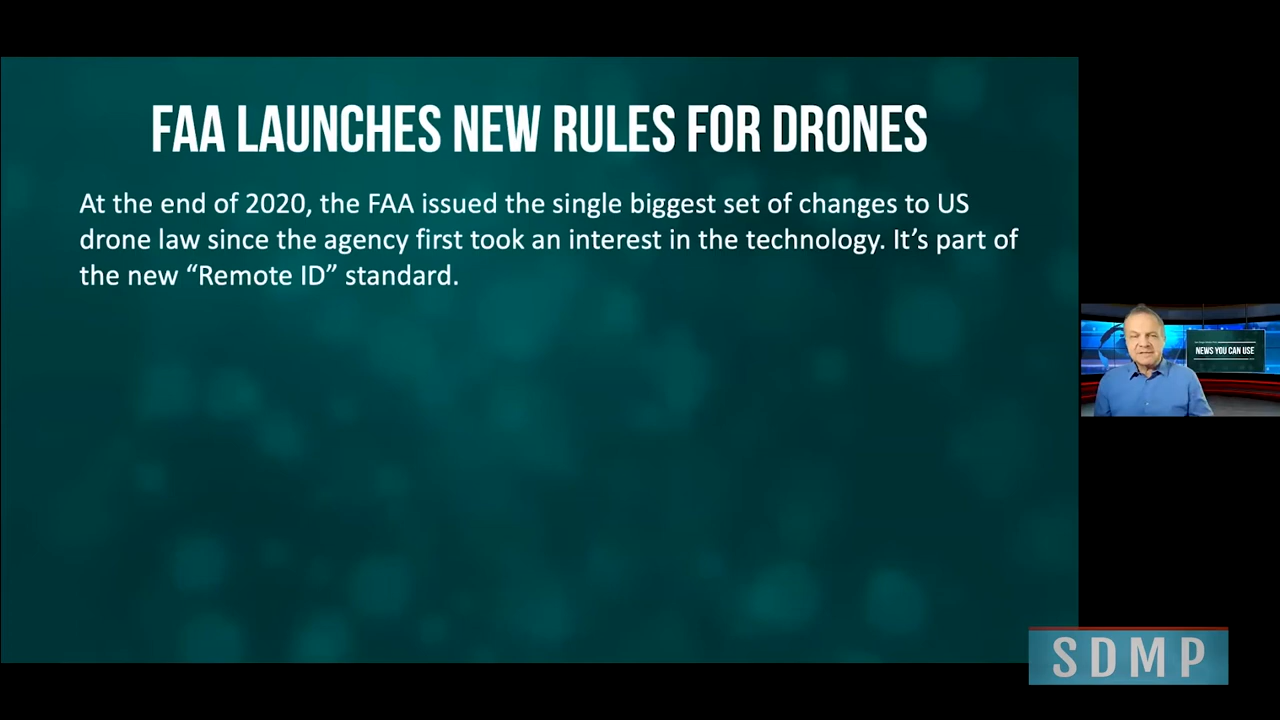 FAA LAUNCHES NEW RULES FOR DRONES
At the end of 2020, the FAA issued the single biggest set of changes to US
drone law since the agency first took an interest in the technology. It’s part of
the new “Remote ID” standard.
NEWS YOU CAN USE
SDMP